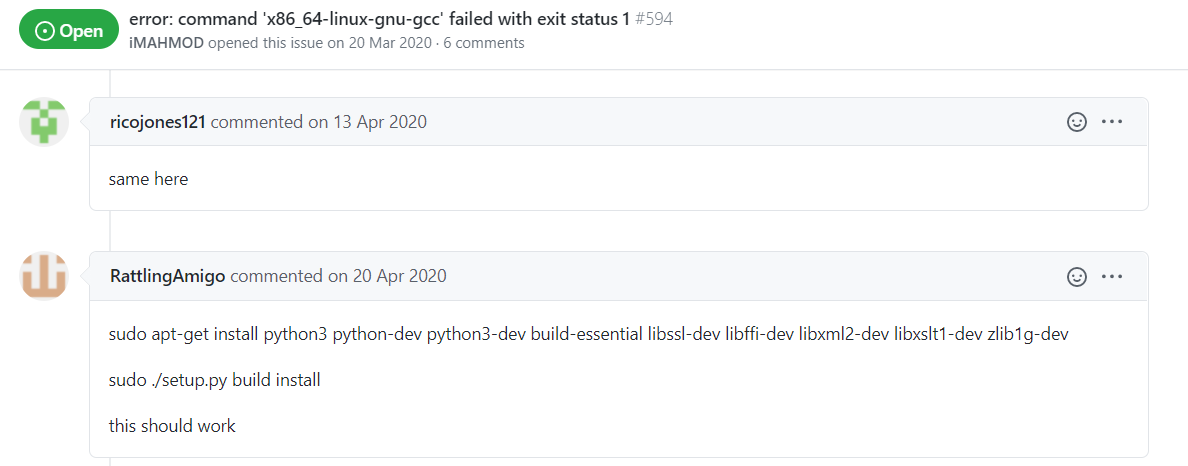 Open
error: command 'x86_64-linux-gnu-gcc' failed with exit status 1 #594
iMAHMOD opened this issue on 20 Mar 2020 · 6 comments
ricojones121 commented on 13 Apr 2020
same here
RattlingAmigo commented on 20 Apr 2020
sudo apt-get install python3 python-dev python3-dev build-essential libssl-dev libffi-dev libxml2-dev libxslt1-dev zlib1g-dev
sudo ./setup.py build install
this should work